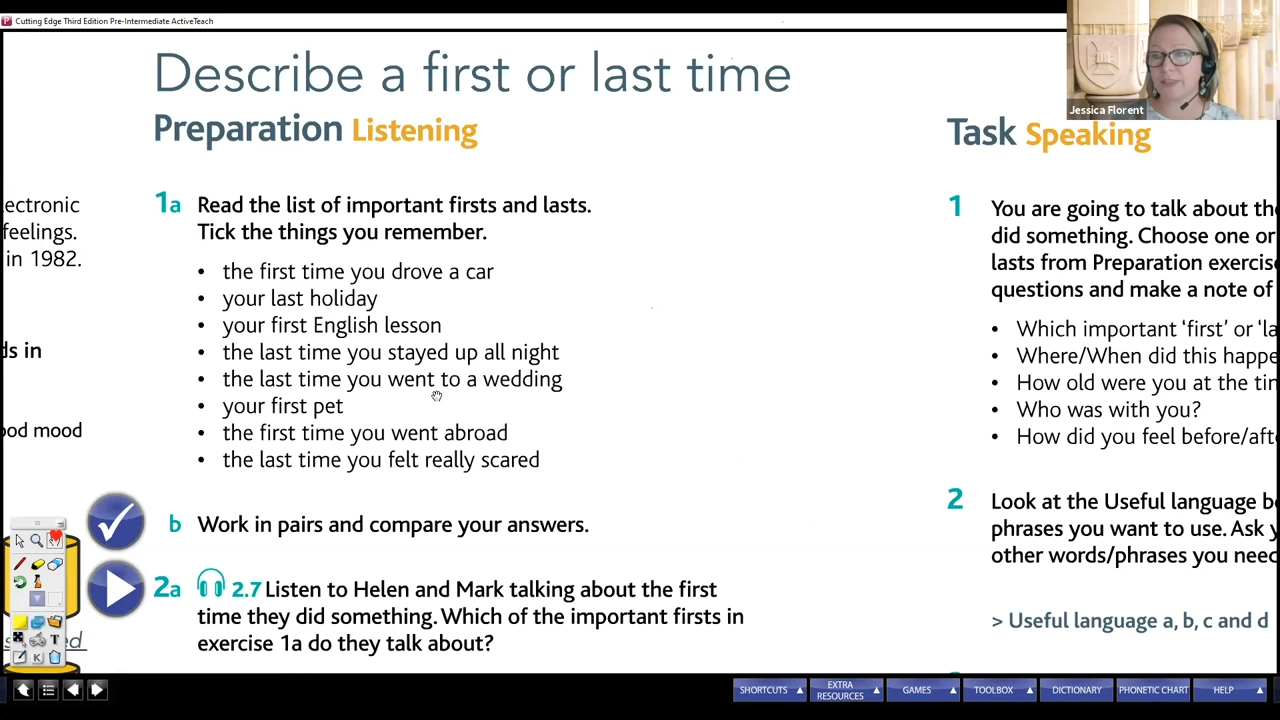 Cutting Edge Third Edition Pre-Intermediate ActiveTeach
Jessica Florent
Describe a first or last time
Preparation Listening
1a Read the list of important firsts and lasts.
Tick the things you remember.
• the first time you drove a car
• your last holiday
• your first English lesson
• the last time you stayed up all night
• the last time you went to a wedding
• your first pet
• the first time you went abroad
• the last time you felt really scared
b Work in pairs and compare your answers.
2a 2.7 Listen to Helen and Mark talking about the first
time they did something. Which of the important firsts in
exercise 1a do they talk about?
ectronic
feelings.
in 1982.
ds in
ood mood
Task Speaking
1 You are going to talk about the
did something. Choose one or
lasts from Preparation exercise
questions and make a note of
• Which important ‘first’ or ‘la
• Where/When did this happe
• How old were you at the tim
• Who was with you?
• How did you feel before/afte
2 Look at the Useful language bo
phrases you want to use. Ask y
other words/phrases you need
> Useful language a, b, c and d
SHORTCUTS
EXTRA
RESOURCES
GAMES
TOOLBOX
DICTIONARY
PHONETIC CHART
HELP